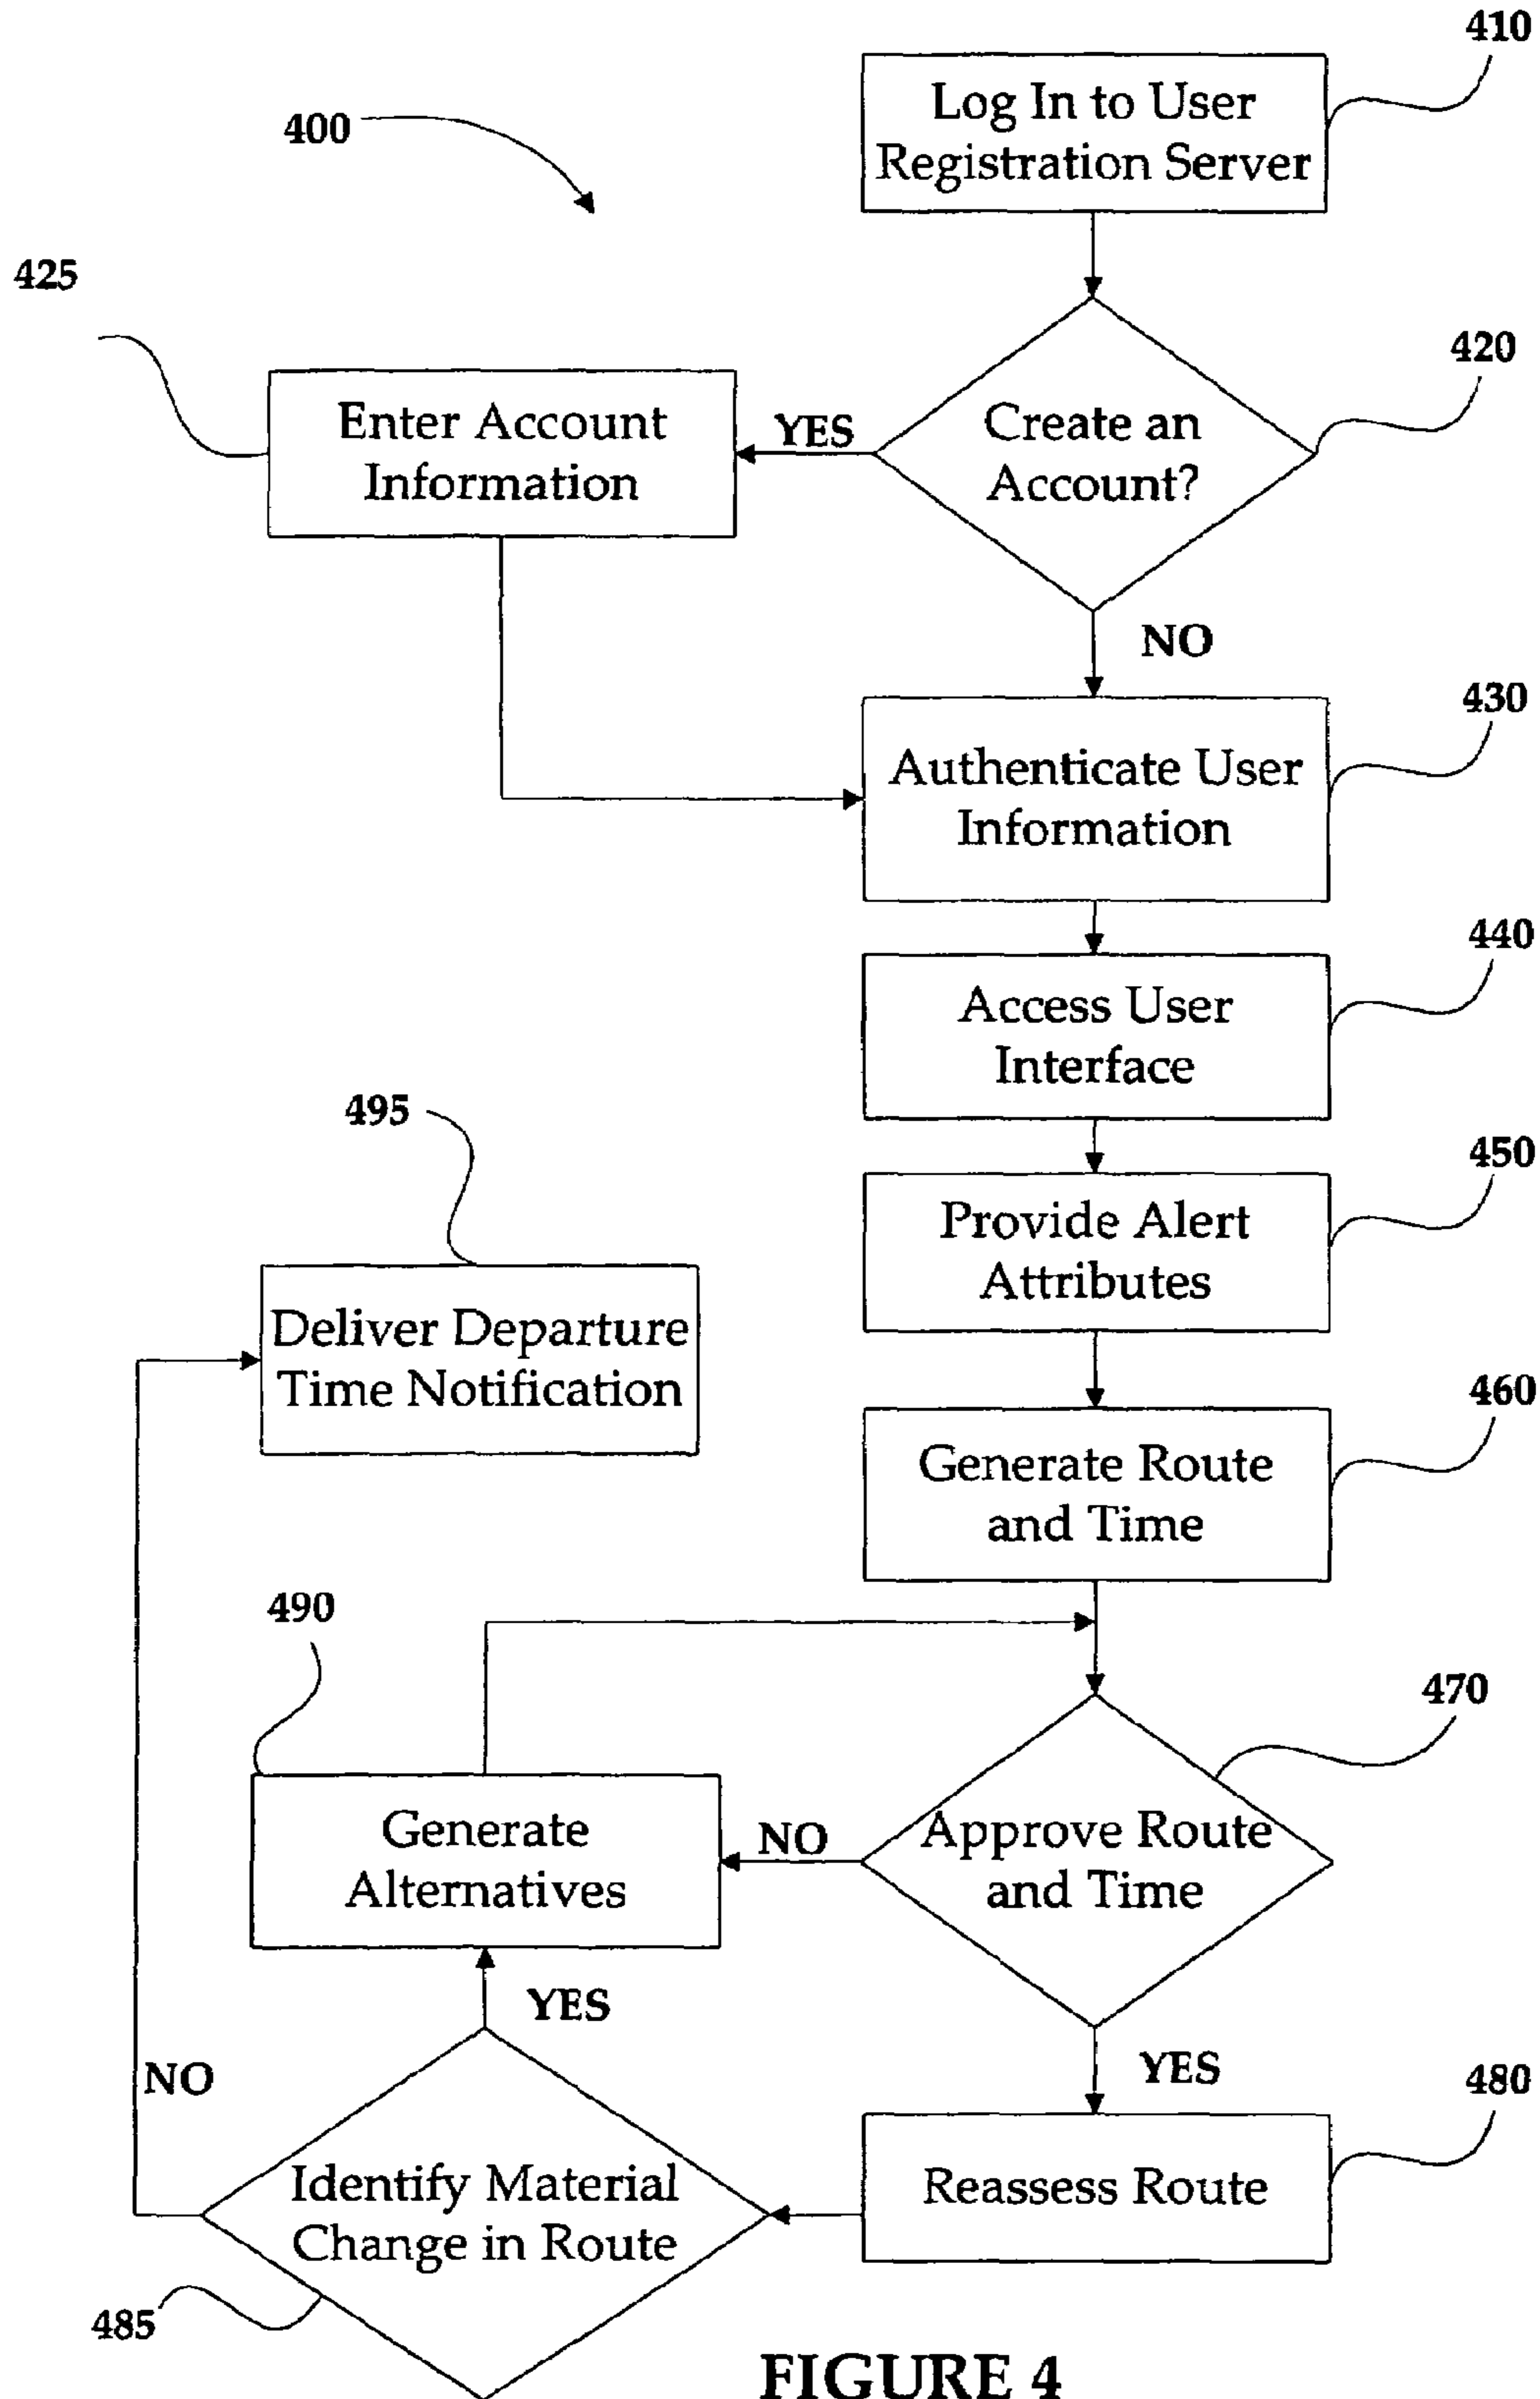 410
Log In to User
Registration Server
400
425
420
Enter Account
Information
YES
Create an
Account?
NO
430
Authenticate User
Information
440
Access User
Interface
495
450
Provide Alert
Attributes
Deliver Departure
Time Notification
460
Generate Route
and Time
490
470
Generate
Alternatives
NO
Approve Route
and Time
YES
NO
YES
480
Identify Material
Change in Route
Reassess Route
485
FIGURE 4